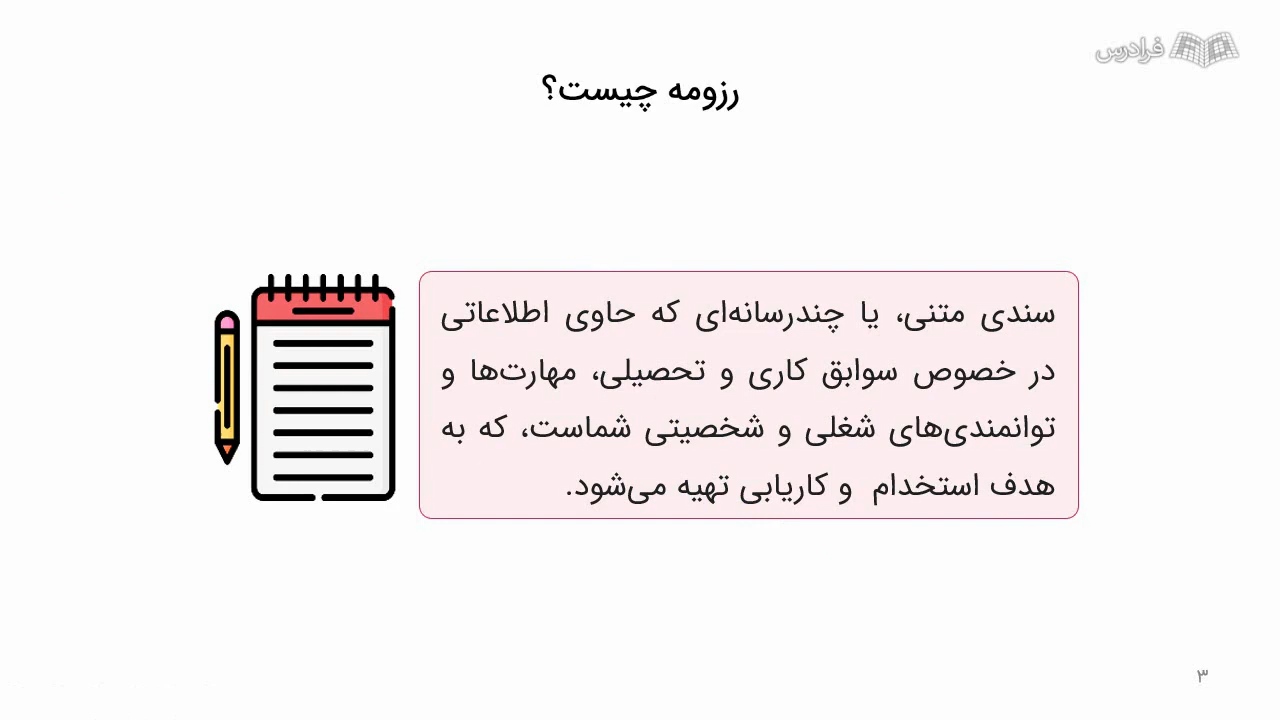 فرادرس
رزومه چیست؟
سندی متنی، یا چندرسانه‌ای که حاوی اطلاعاتی
در خصوص سوابق کاری و تحصیلی، مهارت‌ها و
توانمندی‌های شغلی و شخصیتی شماست، که به
هدف استخدام و کاریابی تهیه می‌شود.
۳